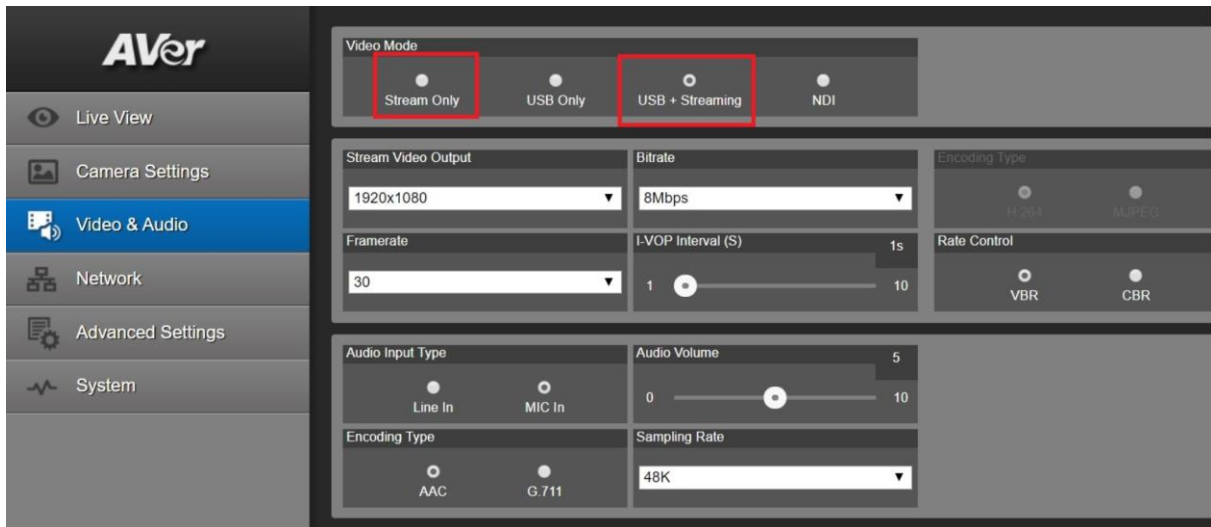 AVer
Live View
Camera Settings
Video & Audio
Network
Advanced Settings
System
Video Mode
Stream Only
USB Only
USB + Streaming
NDI
Stream Video Output
1920x1080
Bitrate
8Mbps
Encoding Type
H.264
MJPEG
Framerate
30
I-VOP Interval (S)
1s
1
10
Rate Control
VBR
CBR
Audio Input Type
Line In
MIC In
Audio Volume
5
0
10
Encoding Type
AAC
G.711
Sampling Rate
48K